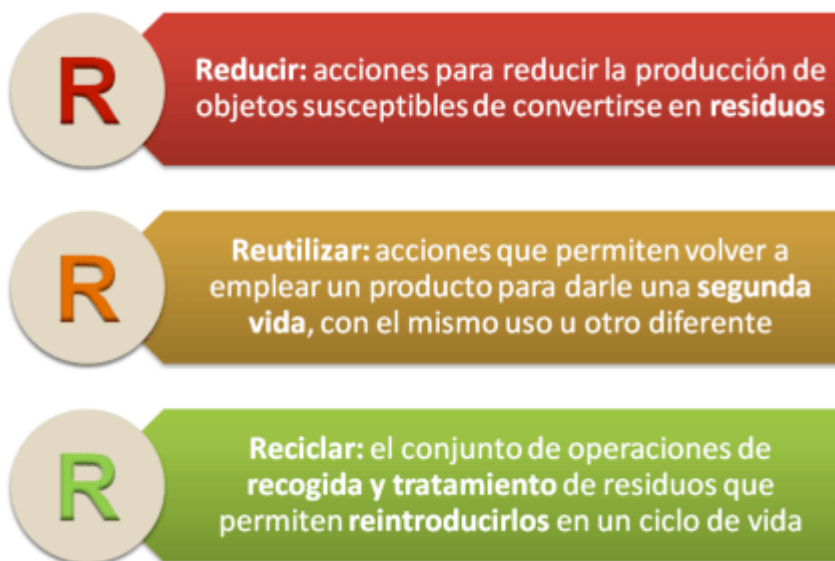 R
Reducir: acciones para reducir la producción de
objetos susceptibles de convertirse en residuos
R
Reutilizar: acciones que permiten volver a
emplear un producto para darle una segunda
vida, con el mismo uso u otro diferente
R
Reciclar: el conjunto de operaciones de
recogida y tratamiento de residuos que
permiten reintroducirlos en un ciclo de vida